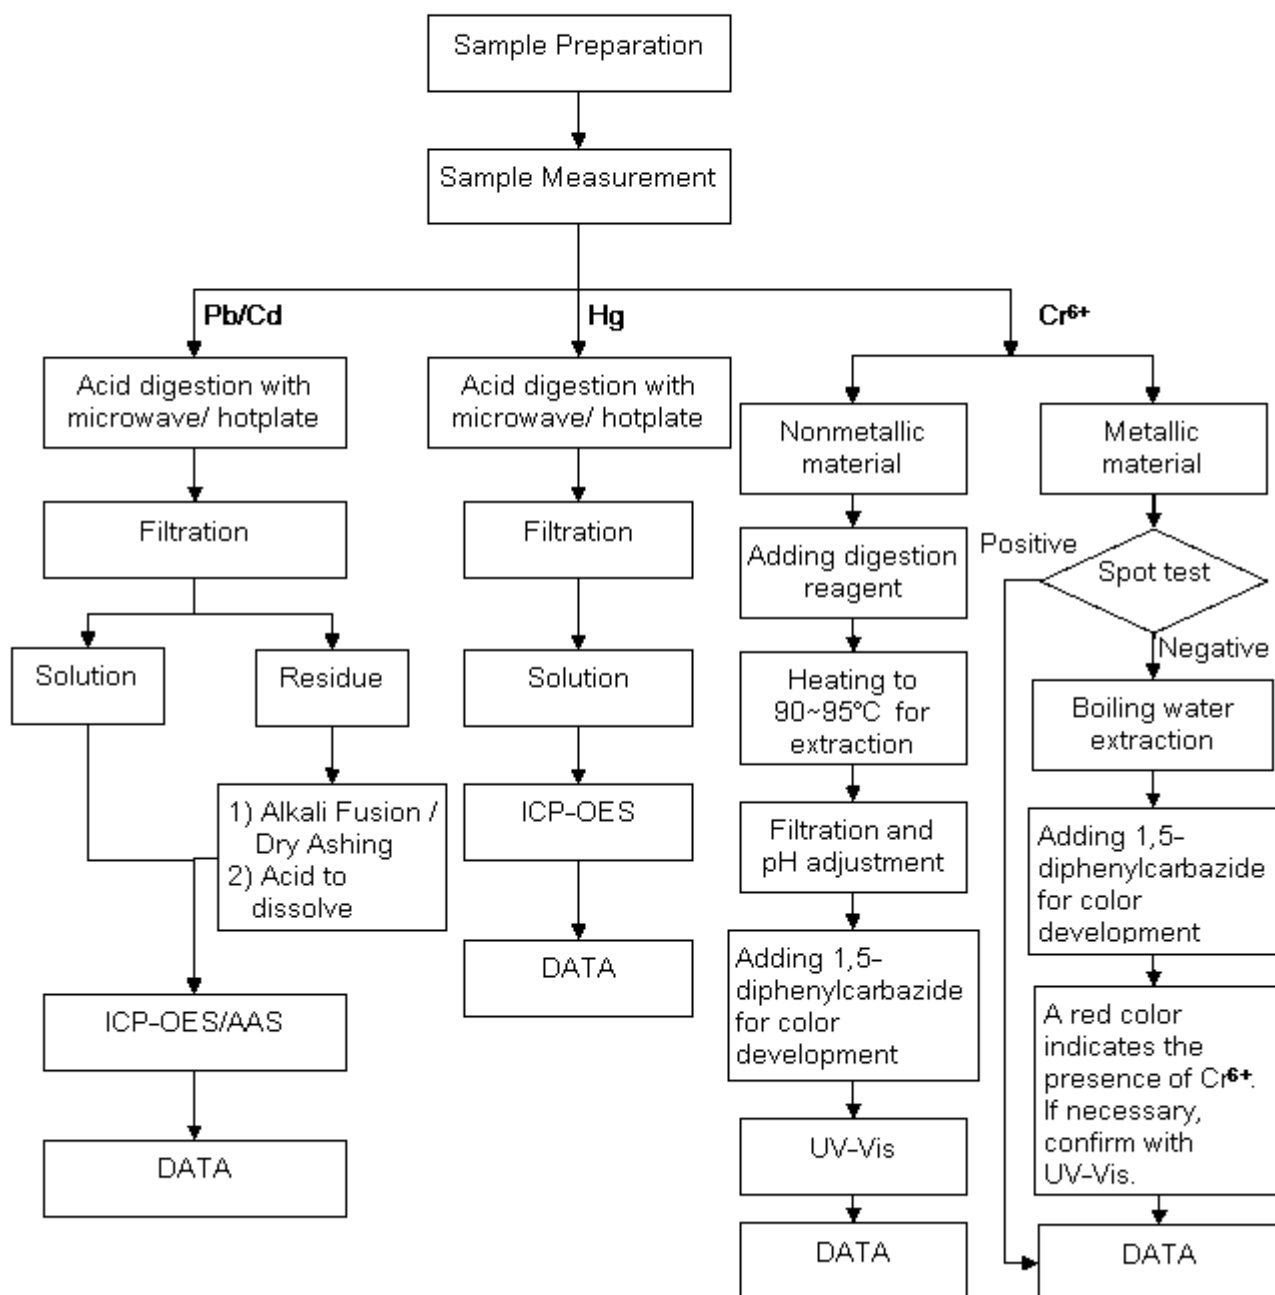 Sample Preparation
Sample Measurement
Pb/Cd
Hg
Cr⁶⁺
Acid digestion with
microwave/ hotplate
Filtration
Solution
Residue
1) Alkali Fusion /
Dry Ashing
2) Acid to
dissolve
ICP-OES/AAS
DATA
Acid digestion with
microwave/ hotplate
Filtration
Solution
ICP-OES
DATA
Nonmetallic
material
Adding digestion
reagent
Heating to
90~95°C for
extraction
Filtration and
pH adjustment
Adding 1,5-
diphenylcarbazide
for color
development
UV-Vis
DATA
Metallic
material
Positive
Spot test
Negative
Boiling water
extraction
Adding 1,5-
diphenylcarbazide
for color
development
A red color
indicates the
presence of Cr⁶⁺.
If necessary,
confirm with
UV-Vis.
DATA